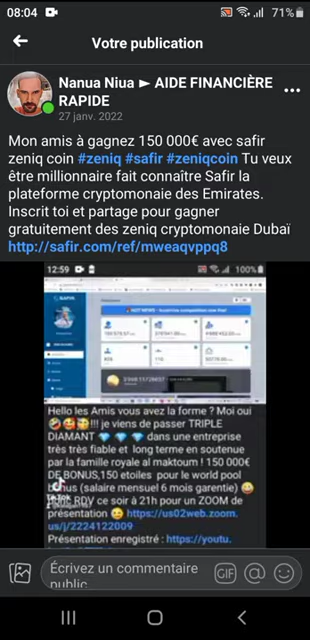 08:04
71%
Votre publication
Nanua Niua ► AIDE FINANCIÈRE
RAPIDE
27 janv. 2022
Mon amis à gagnez 150 000€ avec safir
zeniq coin #zeniq #safir #zeniqcoin Tu veux
être millionnaire fait connaître Safir la
plateforme cryptomonaie des Emirates.
Inscrit toi et partage pour gagner
gratuitement des zeniq cryptomonaie Dubaï
http://safir.com/ref/mweaqvppq8
12:59
100%
Hello les Amis vous avez la forme ? Moi oui
!!! je viens de passer TRIPLE
DIAMANT dans une entreprise
très très fiable et long terme en soutenue
par la famille royale al maktoum ! 150 000€
DE BONUS,150 etoiles pour le world pool
bonus (salaire mensuel 6 mois garentie)
RDV ce soir à 21h pour un ZOOM de
présentation https://us02web.zoom.
us/j/2224122009
Présentation enregistré : https://youtu.
Écrivez un commentaire
public
GIF